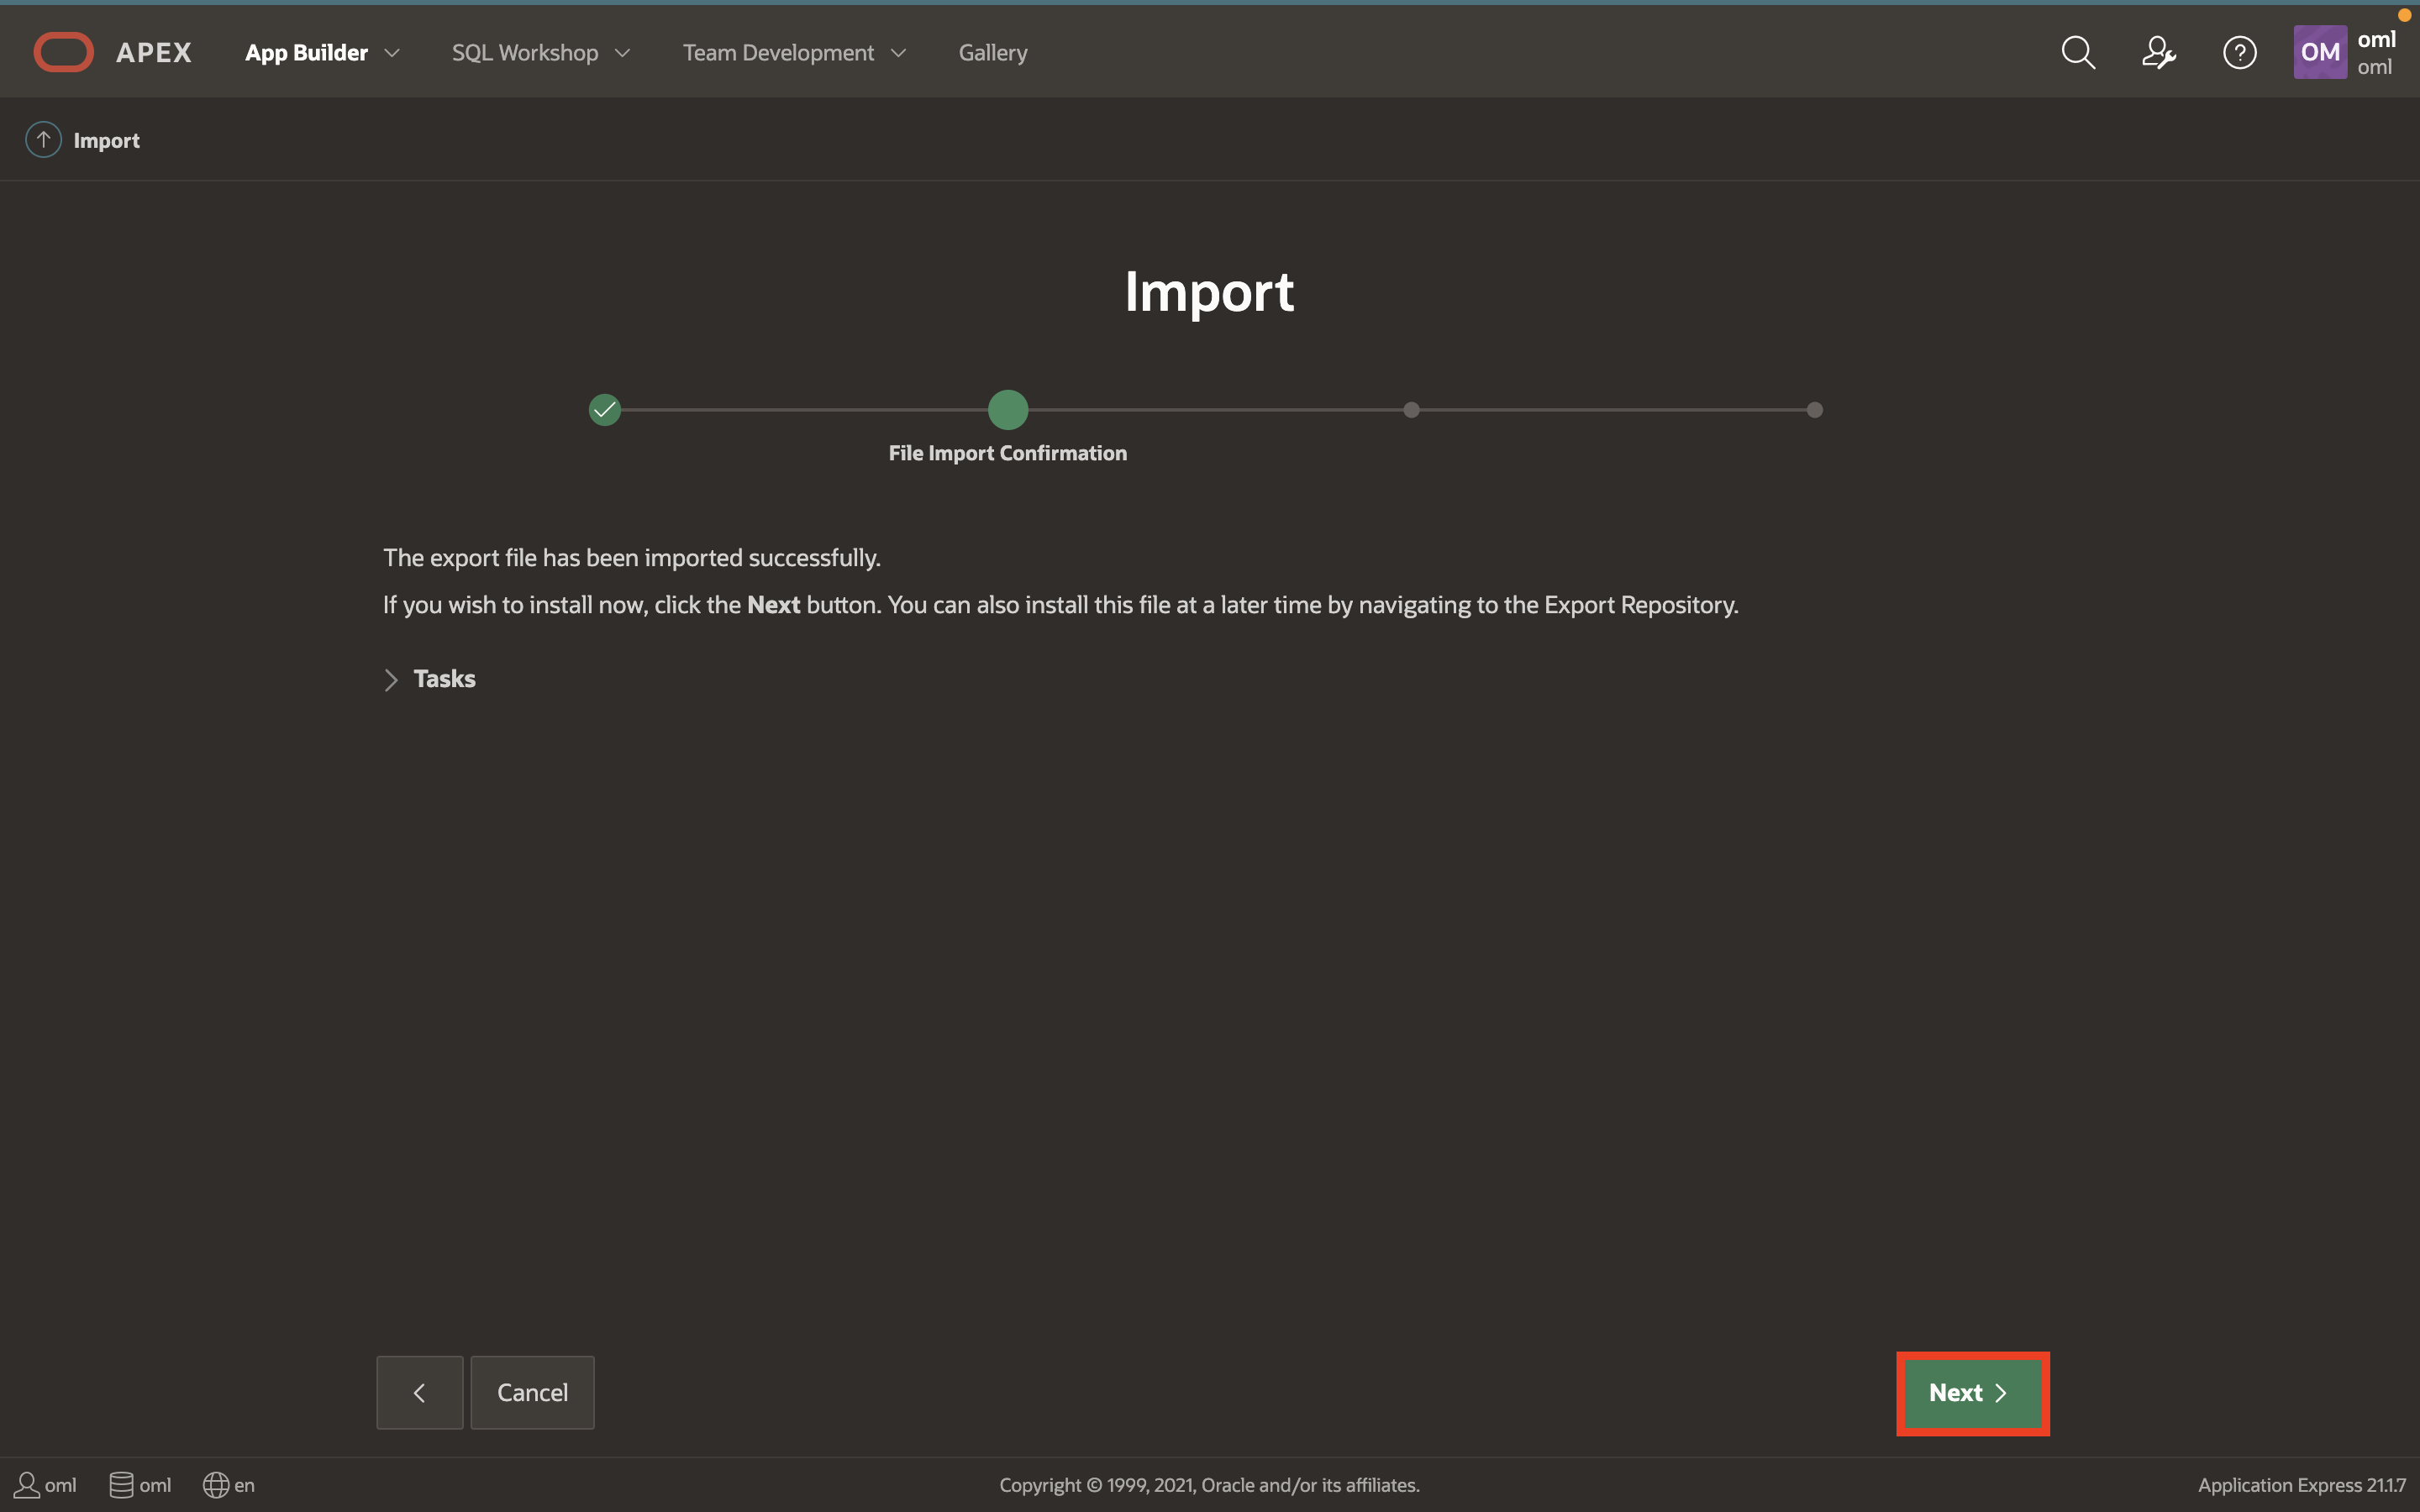 APEX App Builder SQL Workshop Team Development Gallery ? OM oml
oml
Import
Import
File Import Confirmation
The export file has been imported successfully.
If you wish to install now, click the Next button. You can also install this file at a later time by navigating to the Export Repository.
Tasks
Cancel Next
oml oml en Copyright © 1999, 2021, Oracle and/or its affiliates. Application Express 21.1.7